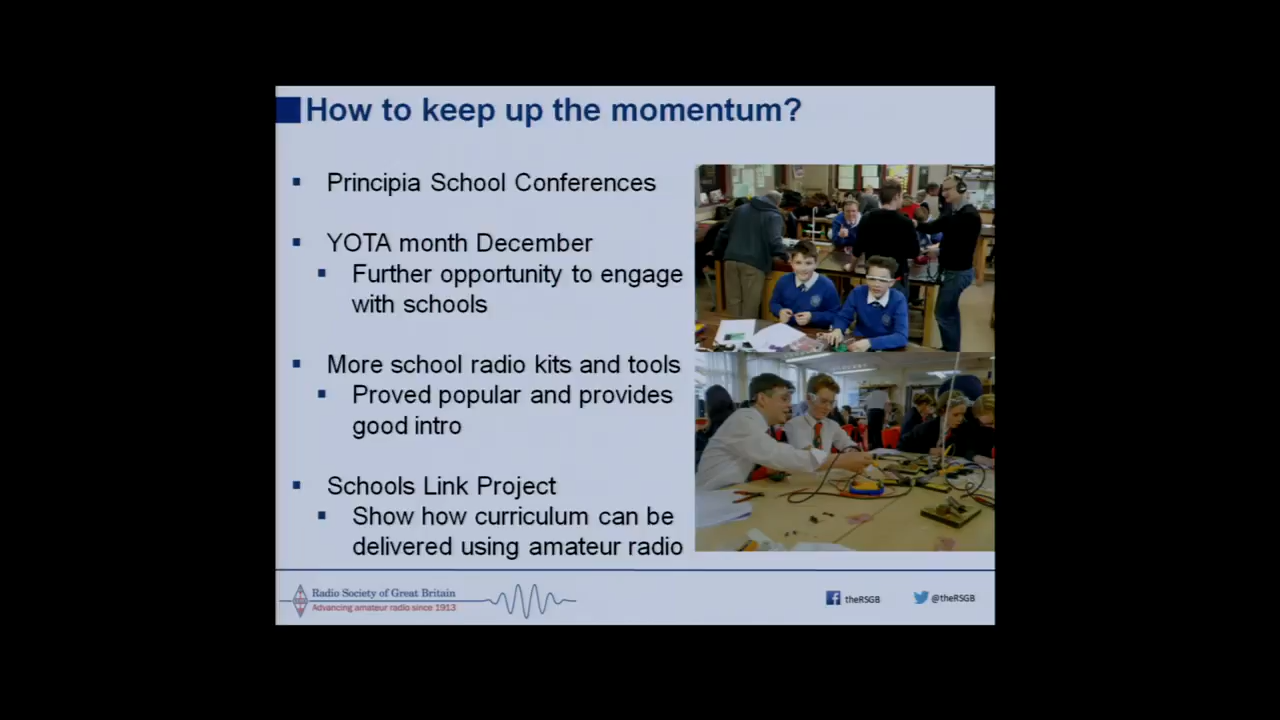 How to keep up the momentum?
Principia School Conferences
YOTA month December
Further opportunity to engage
with schools
More school radio kits and tools
Proved popular and provides
good intro
Schools Link Project
Show how curriculum can be
delivered using amateur radio
Radio Society of Great Britain
Advancing amateur radio since 1913
theRSGB
@theRSGB